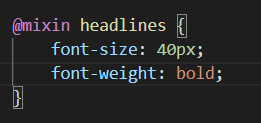 @mixin headlines {
    font-size: 40px;
    font-weight: bold;
}